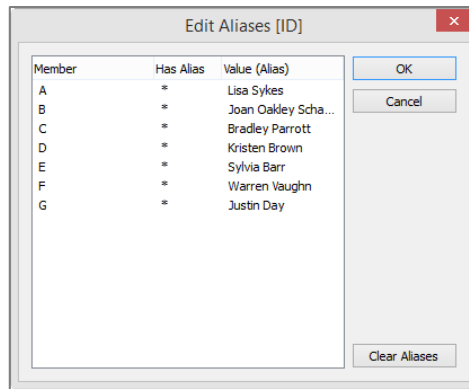 Edit Aliases [ID]
Member Has Alias Value (Alias)
A * Lisa Sykes
B * Joan Oakley Scha...
C * Bradley Parrott
D * Kristen Brown
E * Sylvia Barr
F * Warren Vaughn
G * Justin Day
OK
Cancel
Clear Aliases